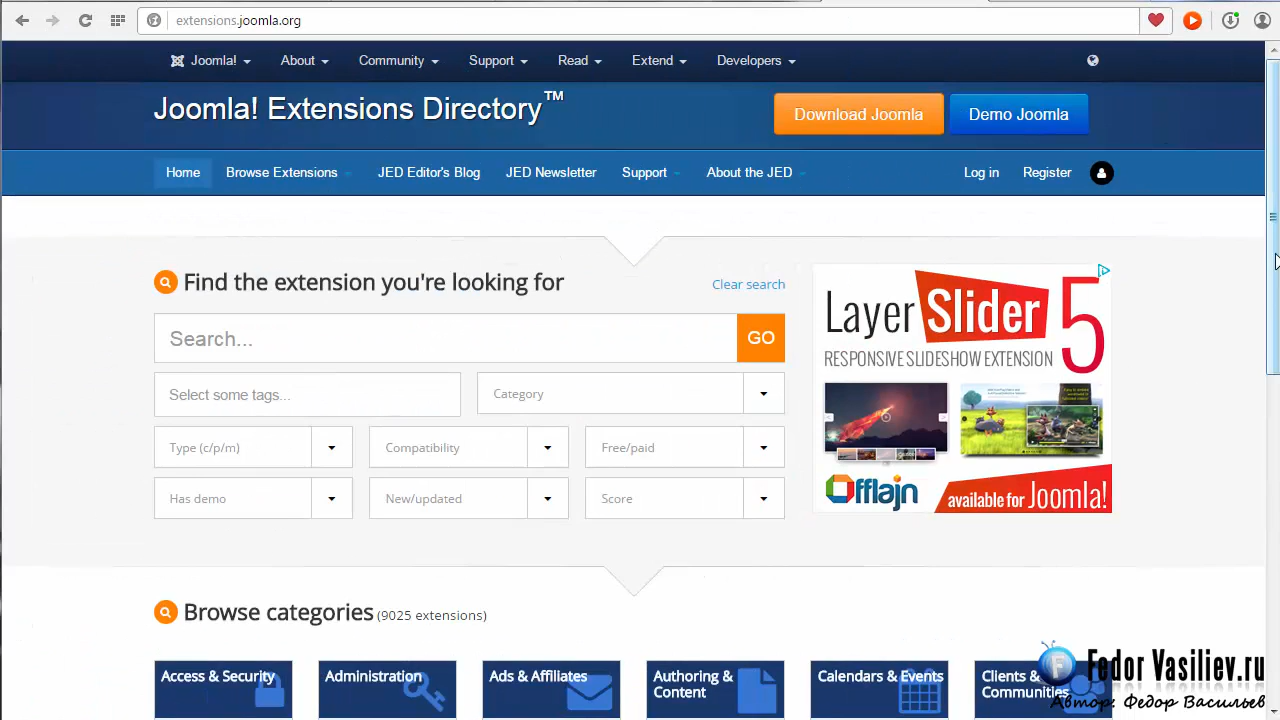 extensions.joomla.org
Joomla! About Community Support Read Extend Developers
Joomla! Extensions Directory™
Download Joomla Demo Joomla
Home Browse Extensions JED Editor's Blog JED Newsletter Support About the JED Log in Register
Find the extension you're looking for
Clear search
Search... GO
Select some tags... Category
Type (c/p/m) Compatibility Free/paid
Has demo New/updated Score
Layer Slider 5
RESPONSIVE SLIDESHOW EXTENSION
Offlajn available for Joomla!
Browse categories (9025 extensions)
Access & Security Administration Ads & Affiliates Authoring & Content Calendars & Events Clients & Communities
Fedor Vasiliev.ru
Автор: Федор Васильев